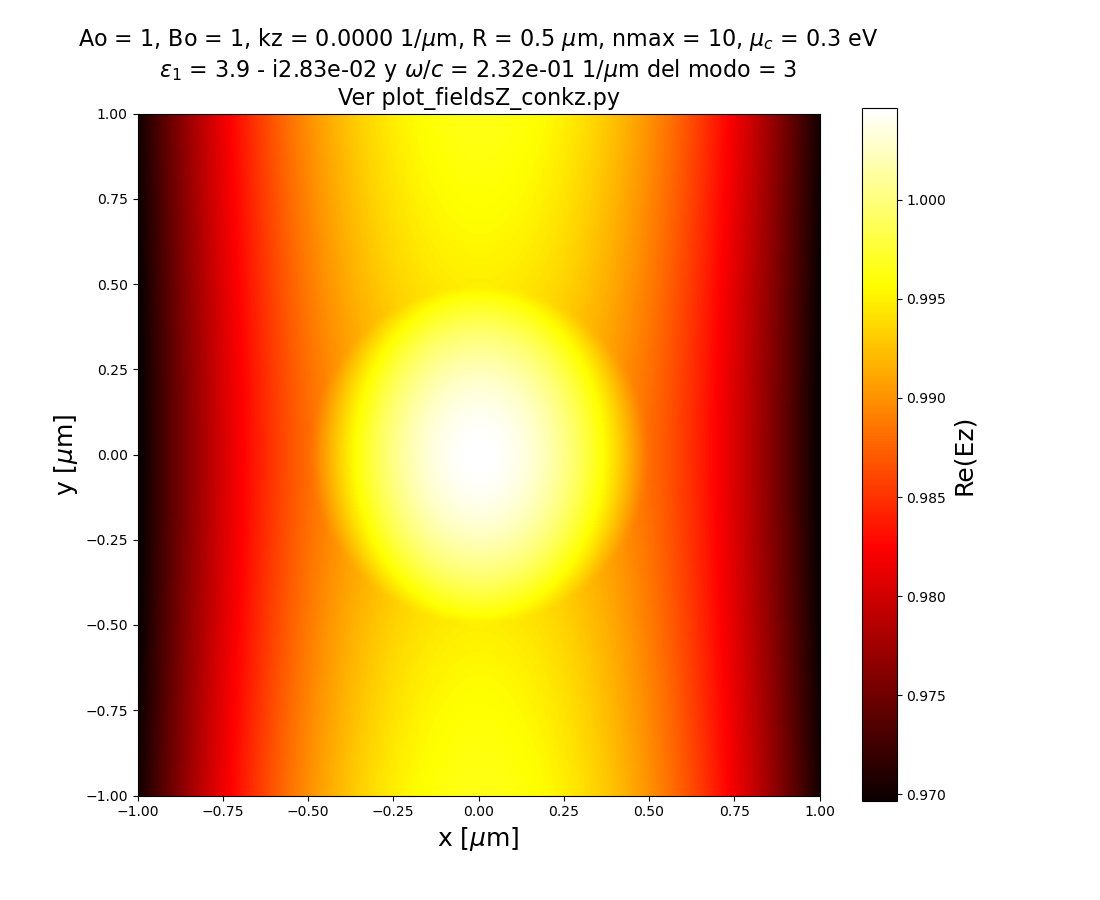 Ao = 1, Bo = 1, kz = 0.0000 1/μm, R = 0.5 μm, nmax = 10, μc = 0.3 eV
ε1 = 3.9 - i2.83e-02 y ω/c = 2.32e-01 1/μm del modo = 3
Ver plot_fieldsZ_conkz.py
1.00
0.75
0.50
0.25
0.00
−0.25
−0.50
−0.75
−1.00
y [μm]
−1.00 −0.75 −0.50 −0.25 0.00 0.25 0.50 0.75 1.00
x [μm]
1.000
0.995
0.990
0.985
0.980
0.975
0.970
Re(Ez)